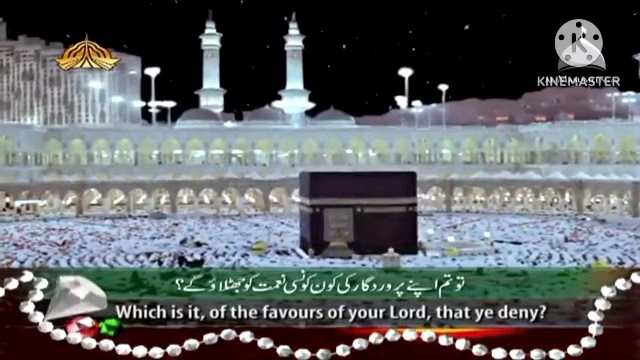 KINEMASTER
تو تم اپنے پروردگار کی کون کونسی نعمت کو جھٹلاؤ گے؟
Which is it, of the favours of your Lord, that ye deny?